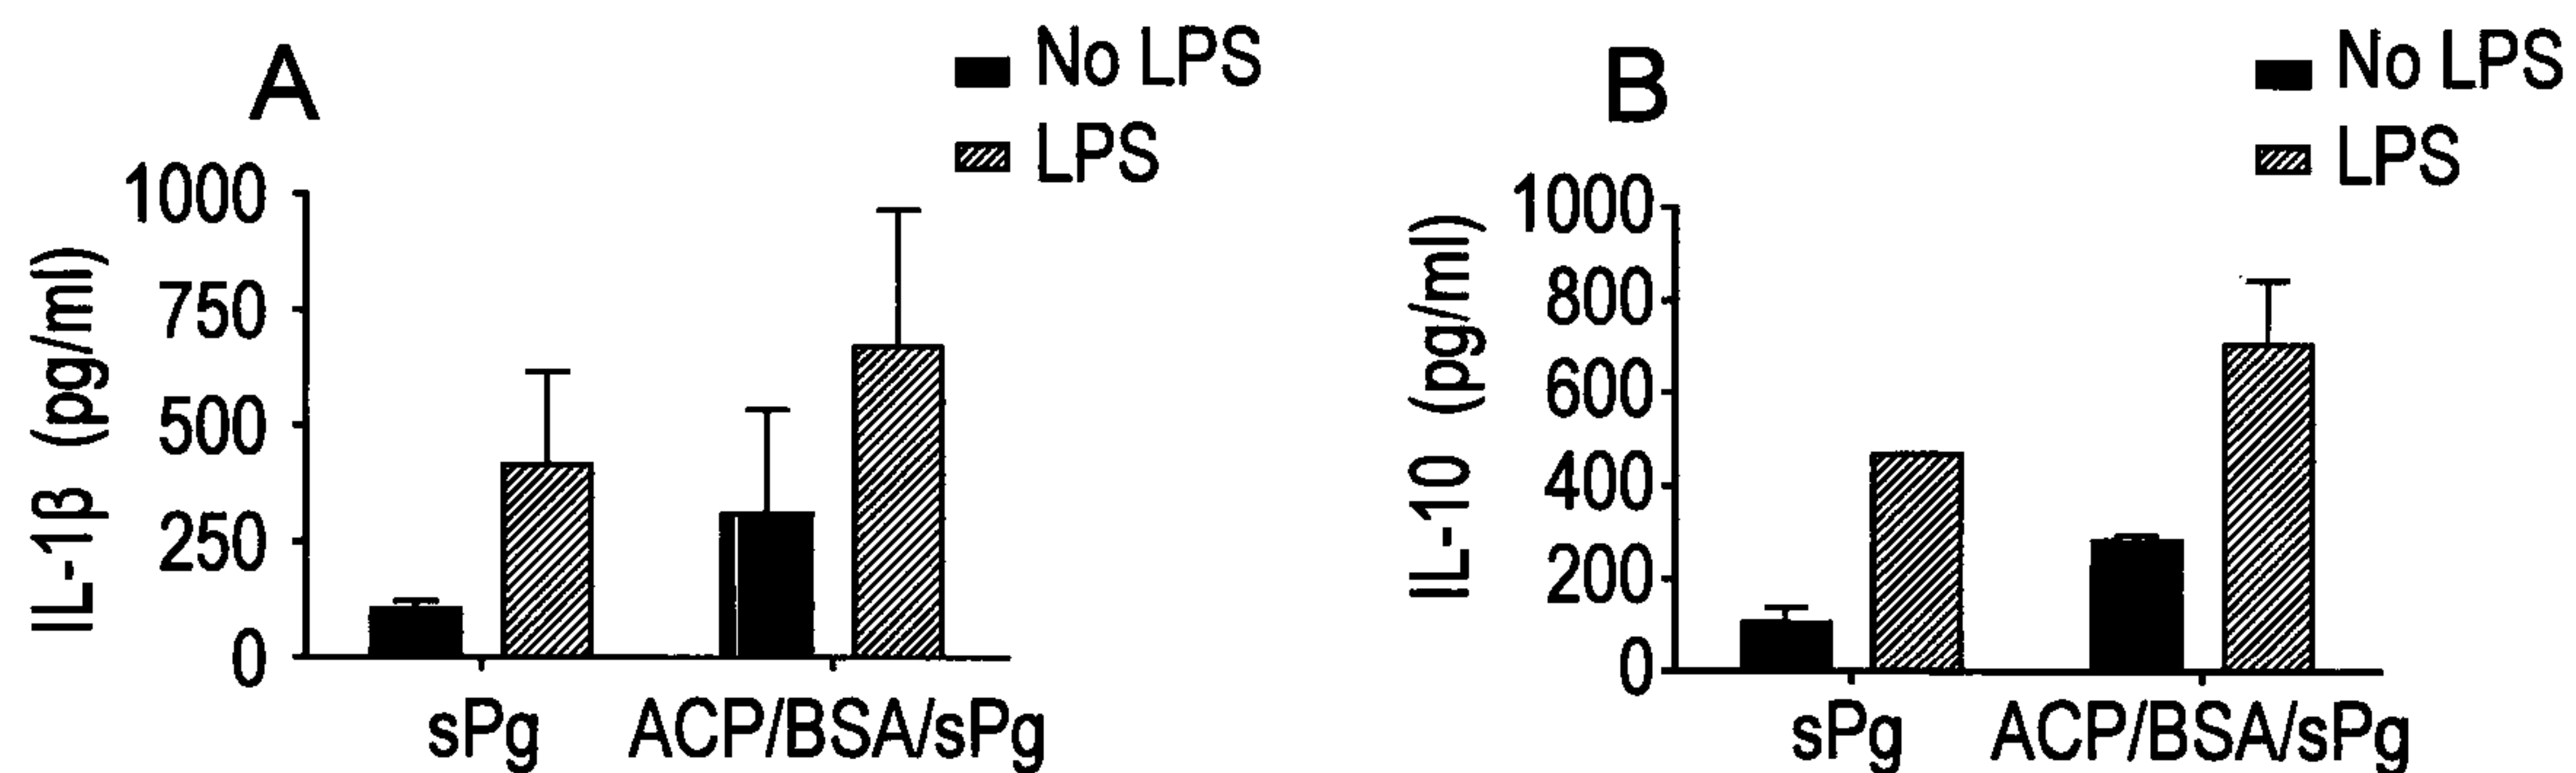 A
No LPS
LPS
1000
750
500
250
0
IL-1β (pg/ml)
sPg
ACP/BSA/sPg
B
No LPS
LPS
1000
800
600
400
200
0
IL-10 (pg/ml)
sPg
ACP/BSA/sPg